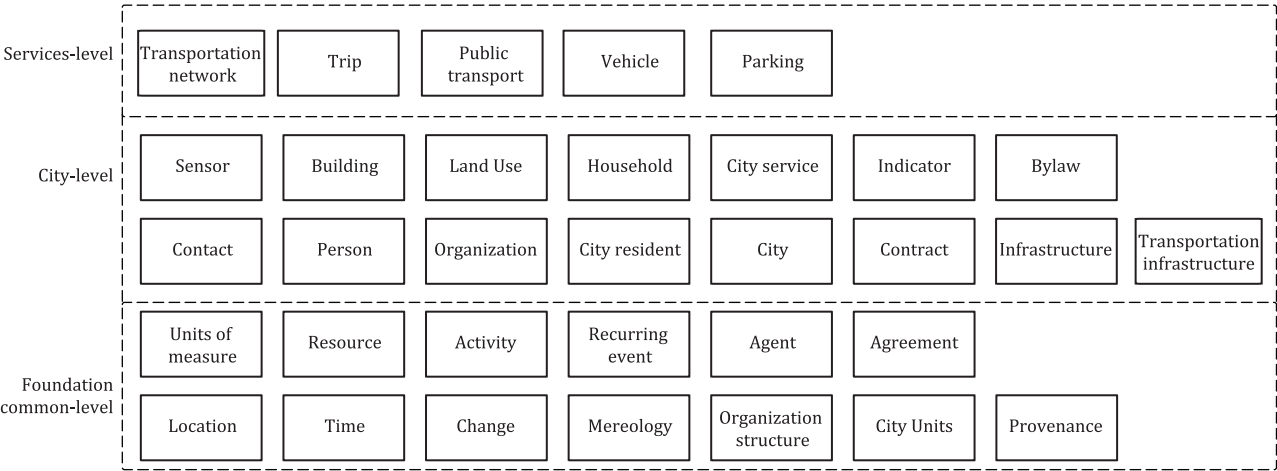 Services-level
Transportation
network
Trip
Public
transport
Vehicle
Parking
City-level
Sensor
Building
Land Use
Household
City service
Indicator
Bylaw
Contact
Person
Organization
City resident
City
Contract
Infrastructure
Transportation
infrastructure
Foundation
common-level
Units of
measure
Resource
Activity
Recurring
event
Agent
Agreement
Location
Time
Change
Mereology
Organization
structure
City Units
Provenance